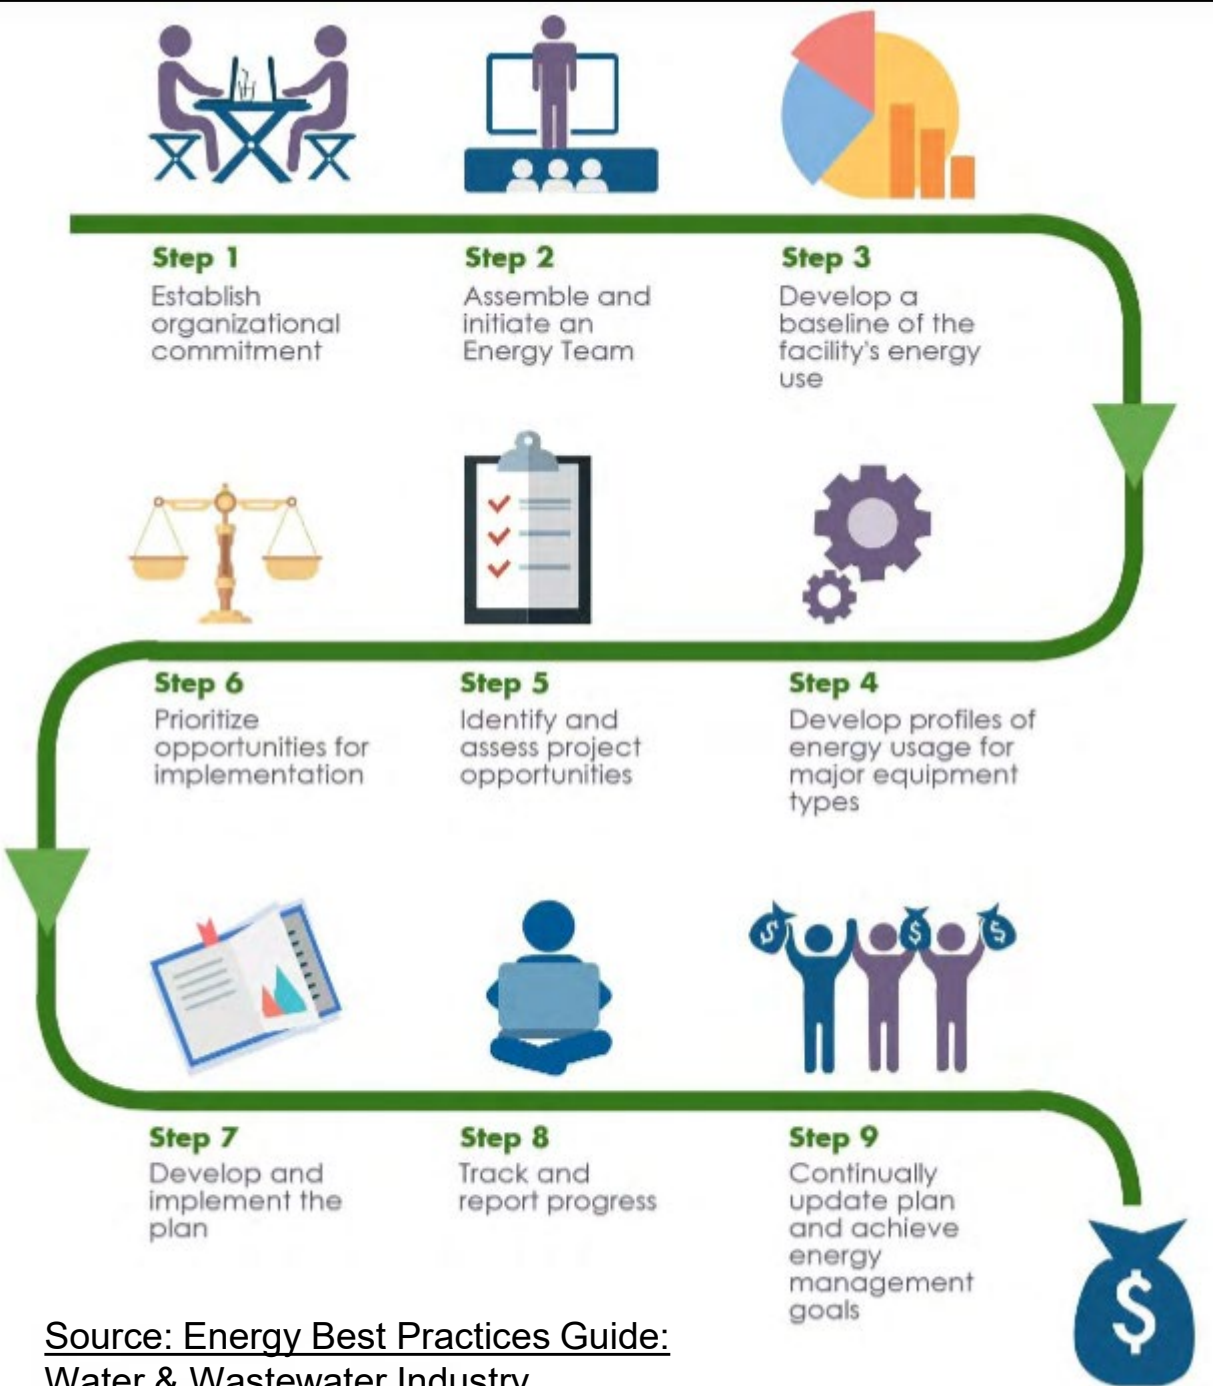 Step 1
Establish
organizational
commitment
Step 2
Assemble and
initiate an
Energy Team
Step 3
Develop a
baseline of the
facility's energy
use
Step 4
Develop profiles of
energy usage for
major equipment
types
Step 5
Identify and
assess project
opportunities
Step 6
Prioritize
opportunities for
implementation
Step 7
Develop and
implement the
plan
Step 8
Track and
report progress
$ $ $
Step 9
Continually
update plan
and achieve
energy
management
goals
$
Source: Energy Best Practices Guide:
Water & Wastewater Industry